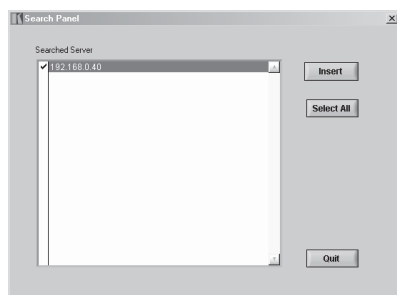 Search Panel
Searched Server
192.168.0.40
Insert
Select All
Quit